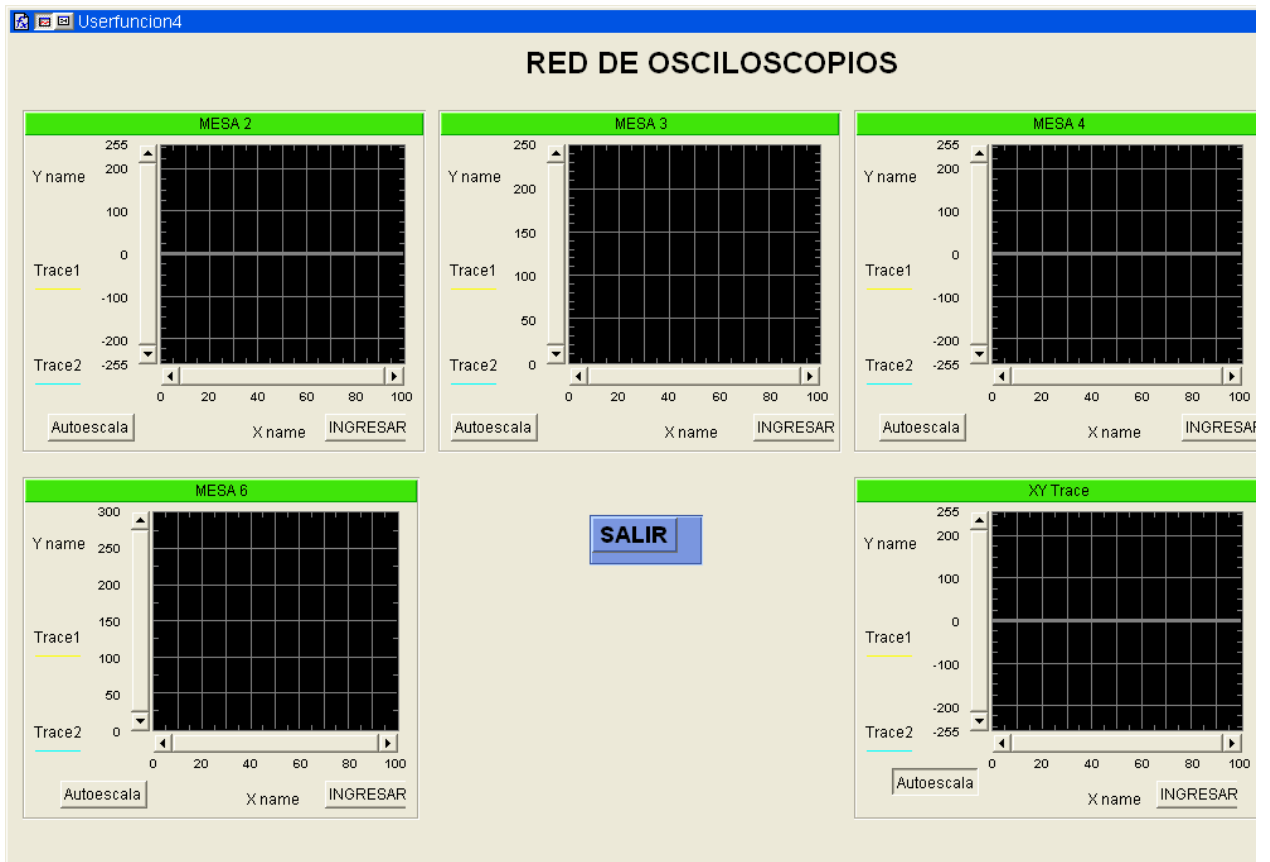 Userfuncion4
RED DE OSCILOSCOPIOS
MESA 2
Y name
255
200
100
0
-100
-200
-255
Trace1
Trace2
0 20 40 60 80 100
Autoescala
X name
INGRESAR
MESA 3
Y name
250
200
150
100
50
0
Trace1
Trace2
0 20 40 60 80 100
Autoescala
X name
INGRESAR
MESA 4
Y name
255
200
100
0
-100
-200
-255
Trace1
Trace2
0 20 40 60 80 100
Autoescala
X name
INGRESAR
MESA 6
Y name
300
250
200
150
100
50
0
Trace1
Trace2
0 20 40 60 80 100
Autoescala
X name
INGRESAR
SALIR
XY Trace
Y name
255
200
100
0
-100
-200
-255
Trace1
Trace2
0 20 40 60 80 100
Autoescala
X name
INGRESAR